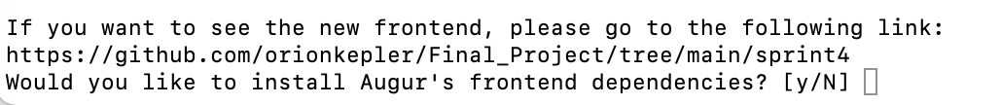 If you want to see the new frontend, please go to the following link:
https://github.com/orionkepler/Final_Project/tree/main/sprint4
Would you like to install Augur's frontend dependencies? [y/N]